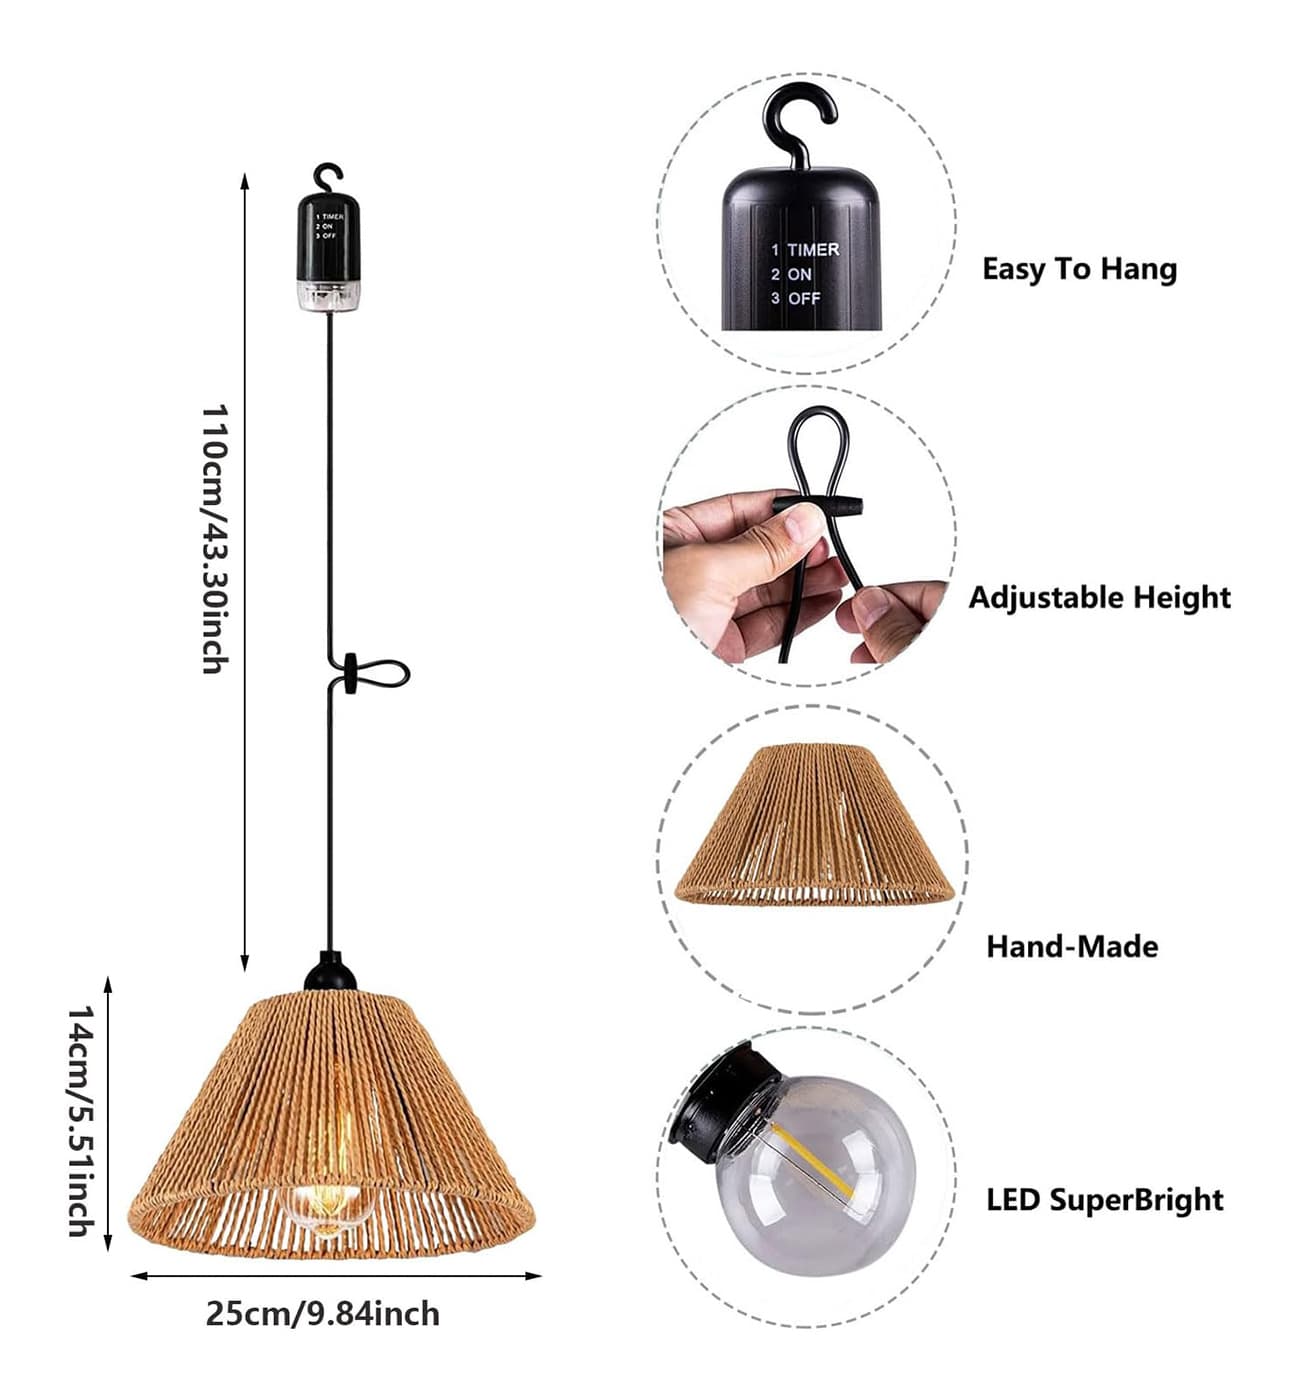 1 TIMER
2 ON
3 OFF
110cm/43.30inch
14cm/5.51inch
25cm/9.84inch
1 TIMER
2 ON
3 OFF
Easy To Hang
Adjustable Height
Hand-Made
LED SuperBright